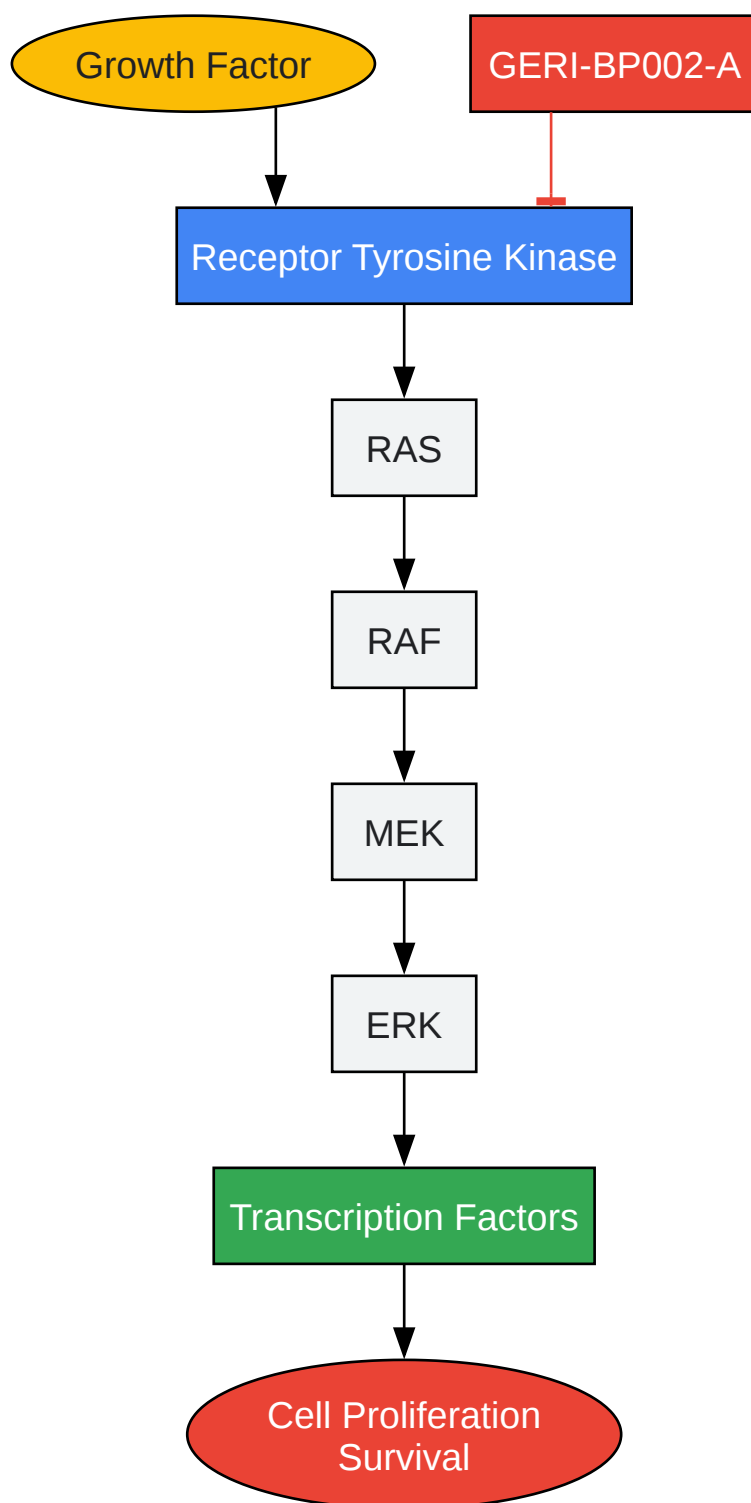 Growth Factor
GERI-BP002-A
Receptor Tyrosine Kinase
RAS
RAF
MEK
ERK
Transcription Factors
Cell Proliferation
Survival